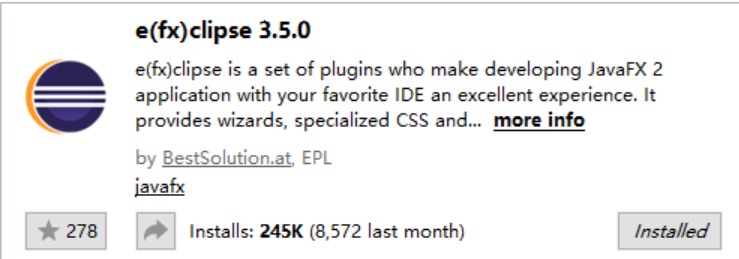 e(fx)clipse 3.5.0
e(fx)clipse is a set of plugins who make developing JavaFX 2
application with your favorite IDE an excellent experience. It
provides wizards, specialized CSS and... more info
by BestSolution.at, EPL
javafx
278 Installs: 245K (8,572 last month) Installed